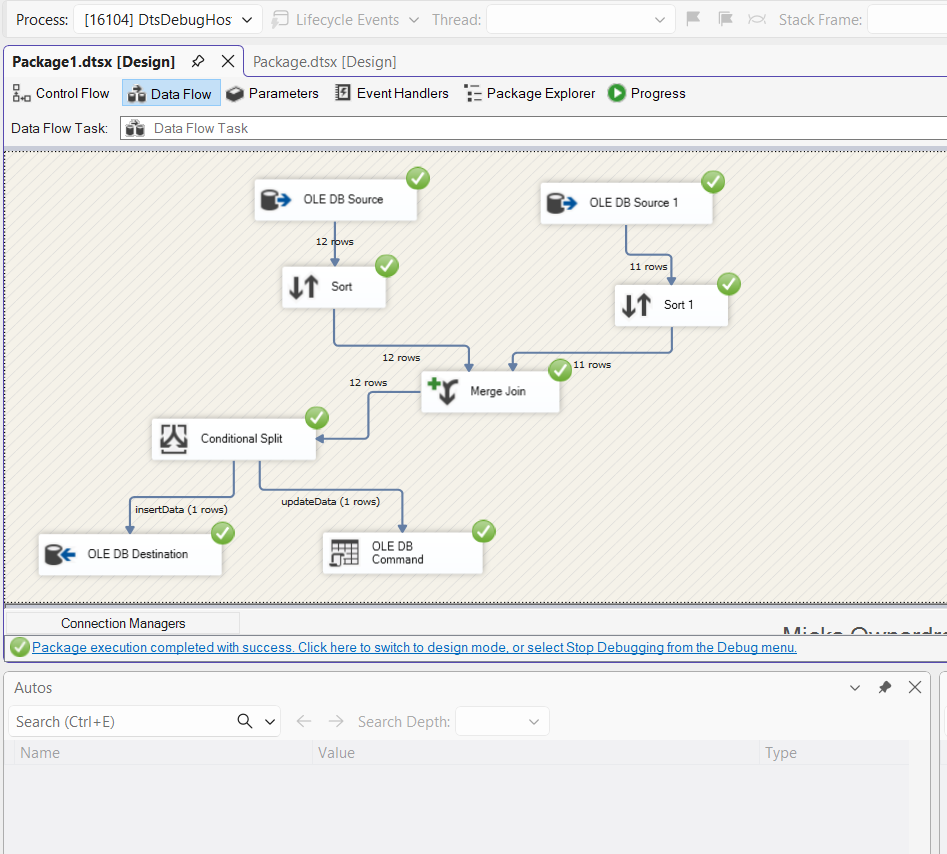 Process: [16104] DtsDebugHos Lifecycle Events Thread: Stack Frame:
Package1.dtsx [Design] Package.dtsx [Design]
Control Flow Data Flow Parameters Event Handlers Package Explorer Progress
Data Flow Task: Data Flow Task
OLE DB Source OLE DB Source 1
12 rows
11 rows
Sort Sort 1
12 rows 11 rows
12 rows
Merge Join
Conditional Split
insertData (1 rows) updateData (1 rows)
OLE DB Destination
OLE DB
Command
Connection Managers
Package execution completed with success. Click here to switch to design mode, or select Stop Debugging from the Debug menu.
Autos
Search (Ctrl+E) Search Depth:
Name Value Type